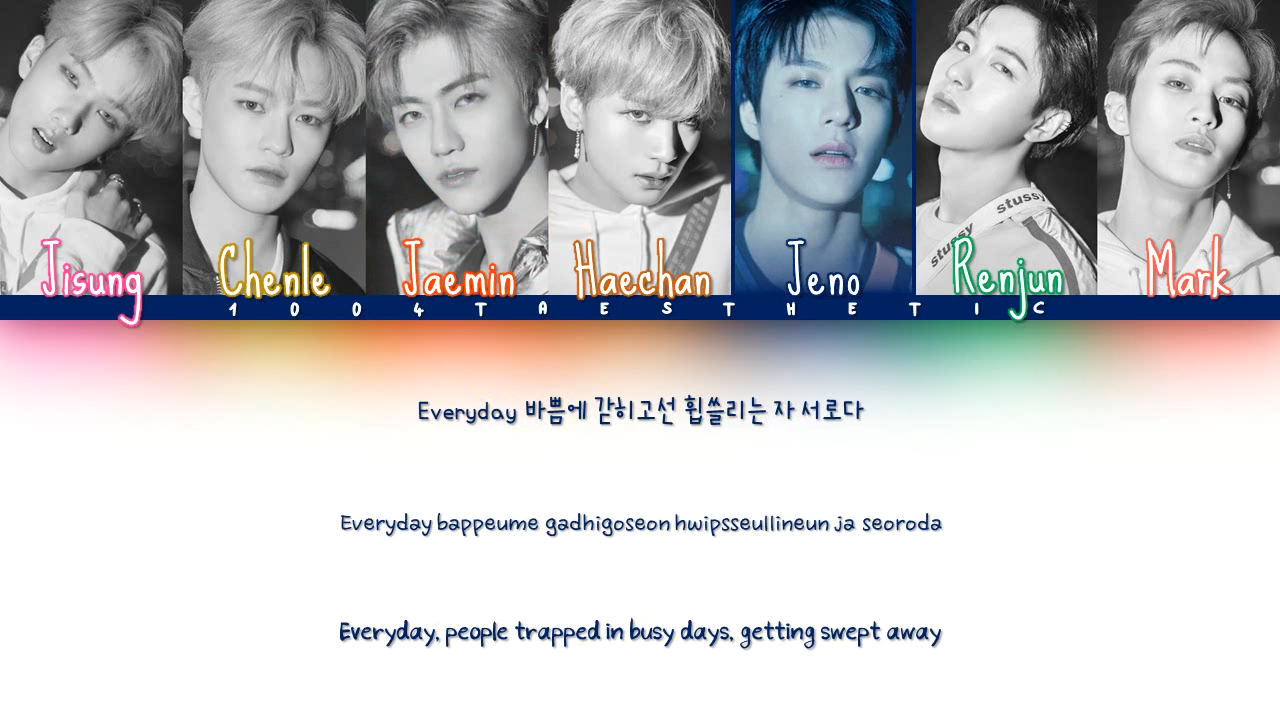 stussy
stussy
Jisung Chenle Jaemin Haechan Jeno Renjun Mark
1004TAESTHETIC
Everyday 바쁨에 갇히고선 휩쓸리는 자 서로다
Everyday bappeume gadhigoseon hwipsseullineun ja seoroda
Everyday, people trapped in busy days, getting swept away